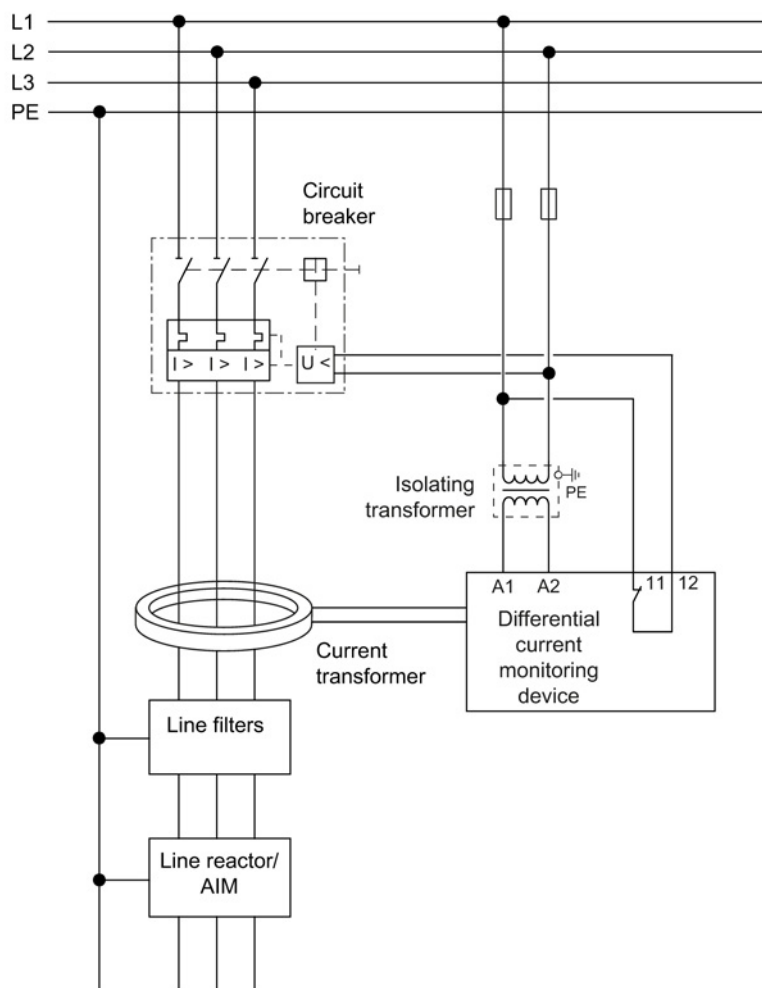 L1
L2
L3
PE
Circuit
breaker
I >
I >
I >
U <
Isolating
transformer
PE
A1
A2
11
12
Differential
current
monitoring
device
Current
transformer
Line filters
Line reactor/
AIM